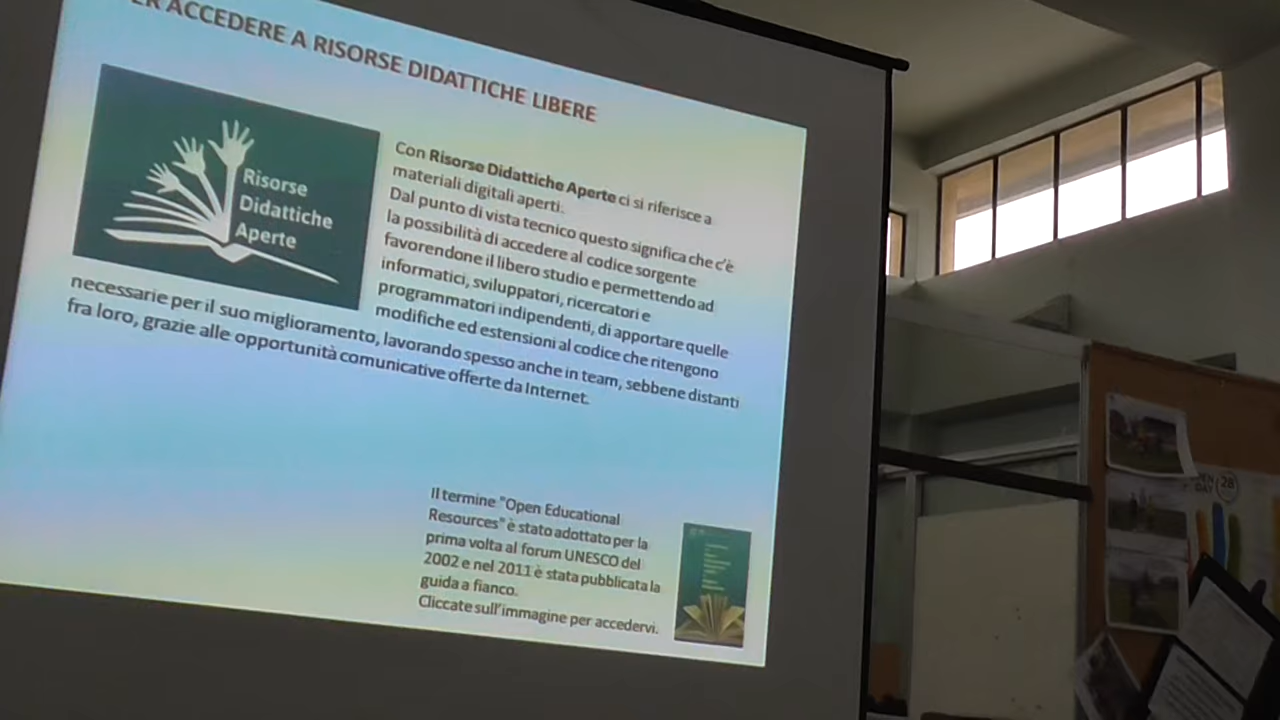 ER ACCEDERE A RISORSE DIDATTICHE LIBERE
Risorse
Didattiche
Aperte
Con Risorse Didattiche Aperte ci si riferisce a
materiali digitali aperti.
Dal punto di vista tecnico questo significa che c'è
la possibilità di accedere al codice sorgente
favorendone il libero studio e permettendo ad
informatici, sviluppatori, ricercatori e
programmatori indipendenti, di apportare quelle
modifiche ed estensioni al codice che ritengono
necessarie per il suo miglioramento, lavorando spesso anche in team, sebbene distanti
fra loro, grazie alle opportunità comunicative offerte da Internet.
Il termine "Open Educational
Resources" è stato adottato per la
prima volta al forum UNESCO del
2002 e nel 2011 è stata pubblicata la
guida a fianco.
Cliccate sull'immagine per accedervi.
DAY 28